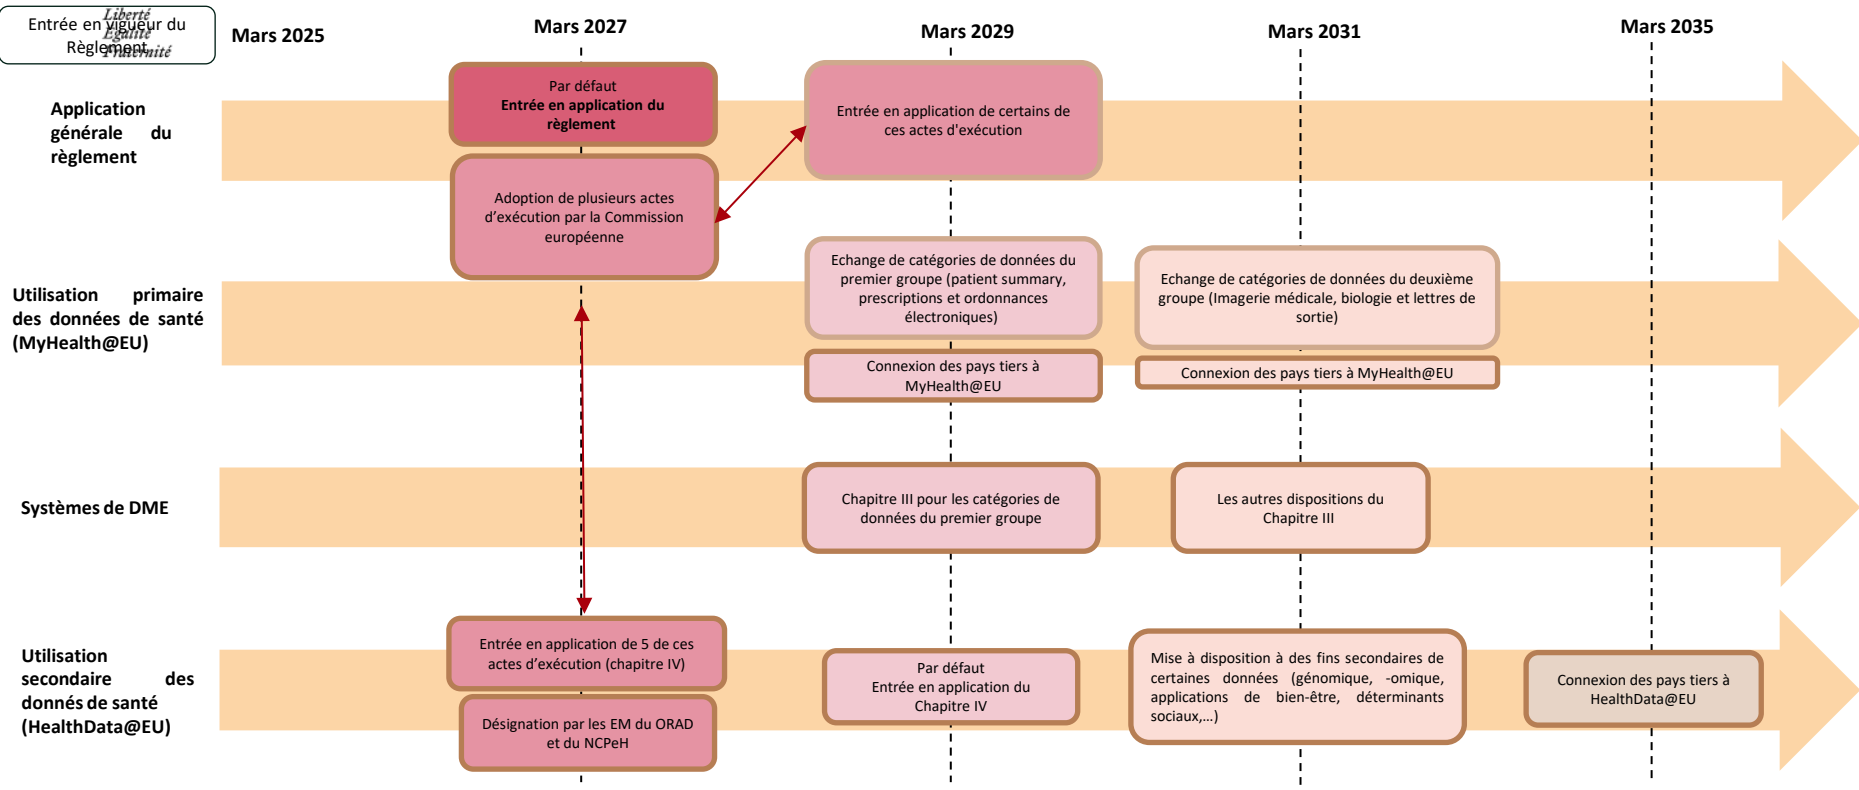 Entrée en vigueur du
Règlement
Liberté
Égalité
Fraternité
Mars 2025
Mars 2027
Mars 2029
Mars 2031
Mars 2035
Application
générale du
règlement
Par défaut
Entrée en application du
règlement
Adoption de plusieurs actes
d’exécution par la Commission
européenne
Entrée en application de certains de
ces actes d'exécution
Utilisation primaire
des données de santé
(MyHealth@EU)
Echange de catégories de données du
premier groupe (patient summary,
prescriptions et ordonnances
électroniques)
Connexion des pays tiers à
MyHealth@EU
Echange de catégories de données du deuxième
groupe (Imagerie médicale, biologie et lettres de
sortie)
Connexion des pays tiers à MyHealth@EU
Systèmes de DME
Chapitre III pour les catégories de
données du premier groupe
Les autres dispositions du
Chapitre III
Utilisation
secondaire des
donnés de santé
(HealthData@EU)
Entrée en application de 5 de ces
actes d’exécution (chapitre IV)
Désignation par les EM du ORAD
et du NCPeH
Par défaut
Entrée en application du
Chapitre IV
Mise à disposition à des fins secondaires de
certaines données (génomique, -omique,
applications de bien-être, déterminants
sociaux,…)
Connexion des pays tiers à
HealthData@EU